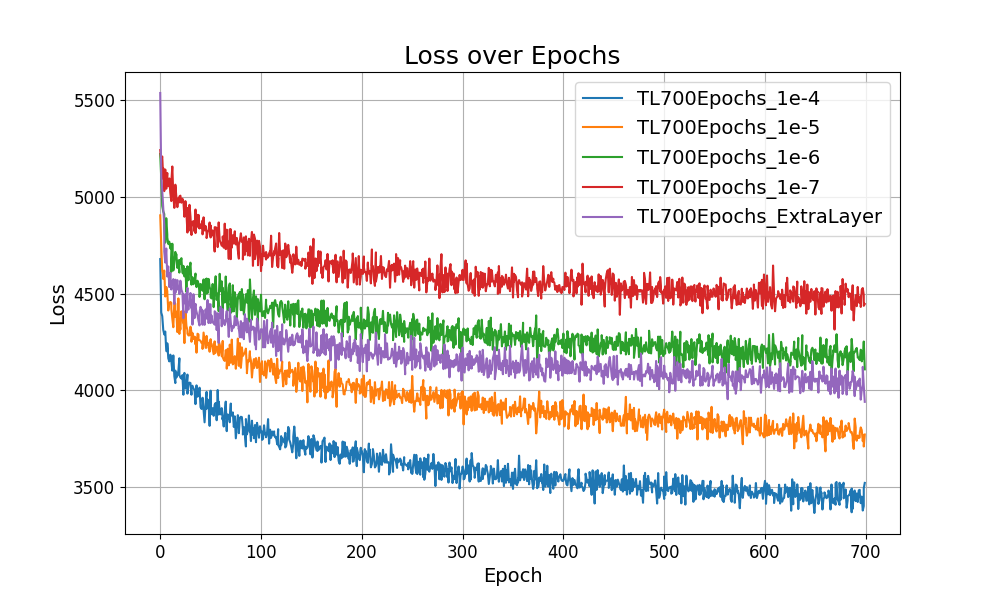 Loss over Epochs
TL700Epochs_1e-4
TL700Epochs_1e-5
TL700Epochs_1e-6
TL700Epochs_1e-7
TL700Epochs_ExtraLayer
5500
5000
4500
4000
3500
Loss
0 100 200 300 400 500 600 700
Epoch